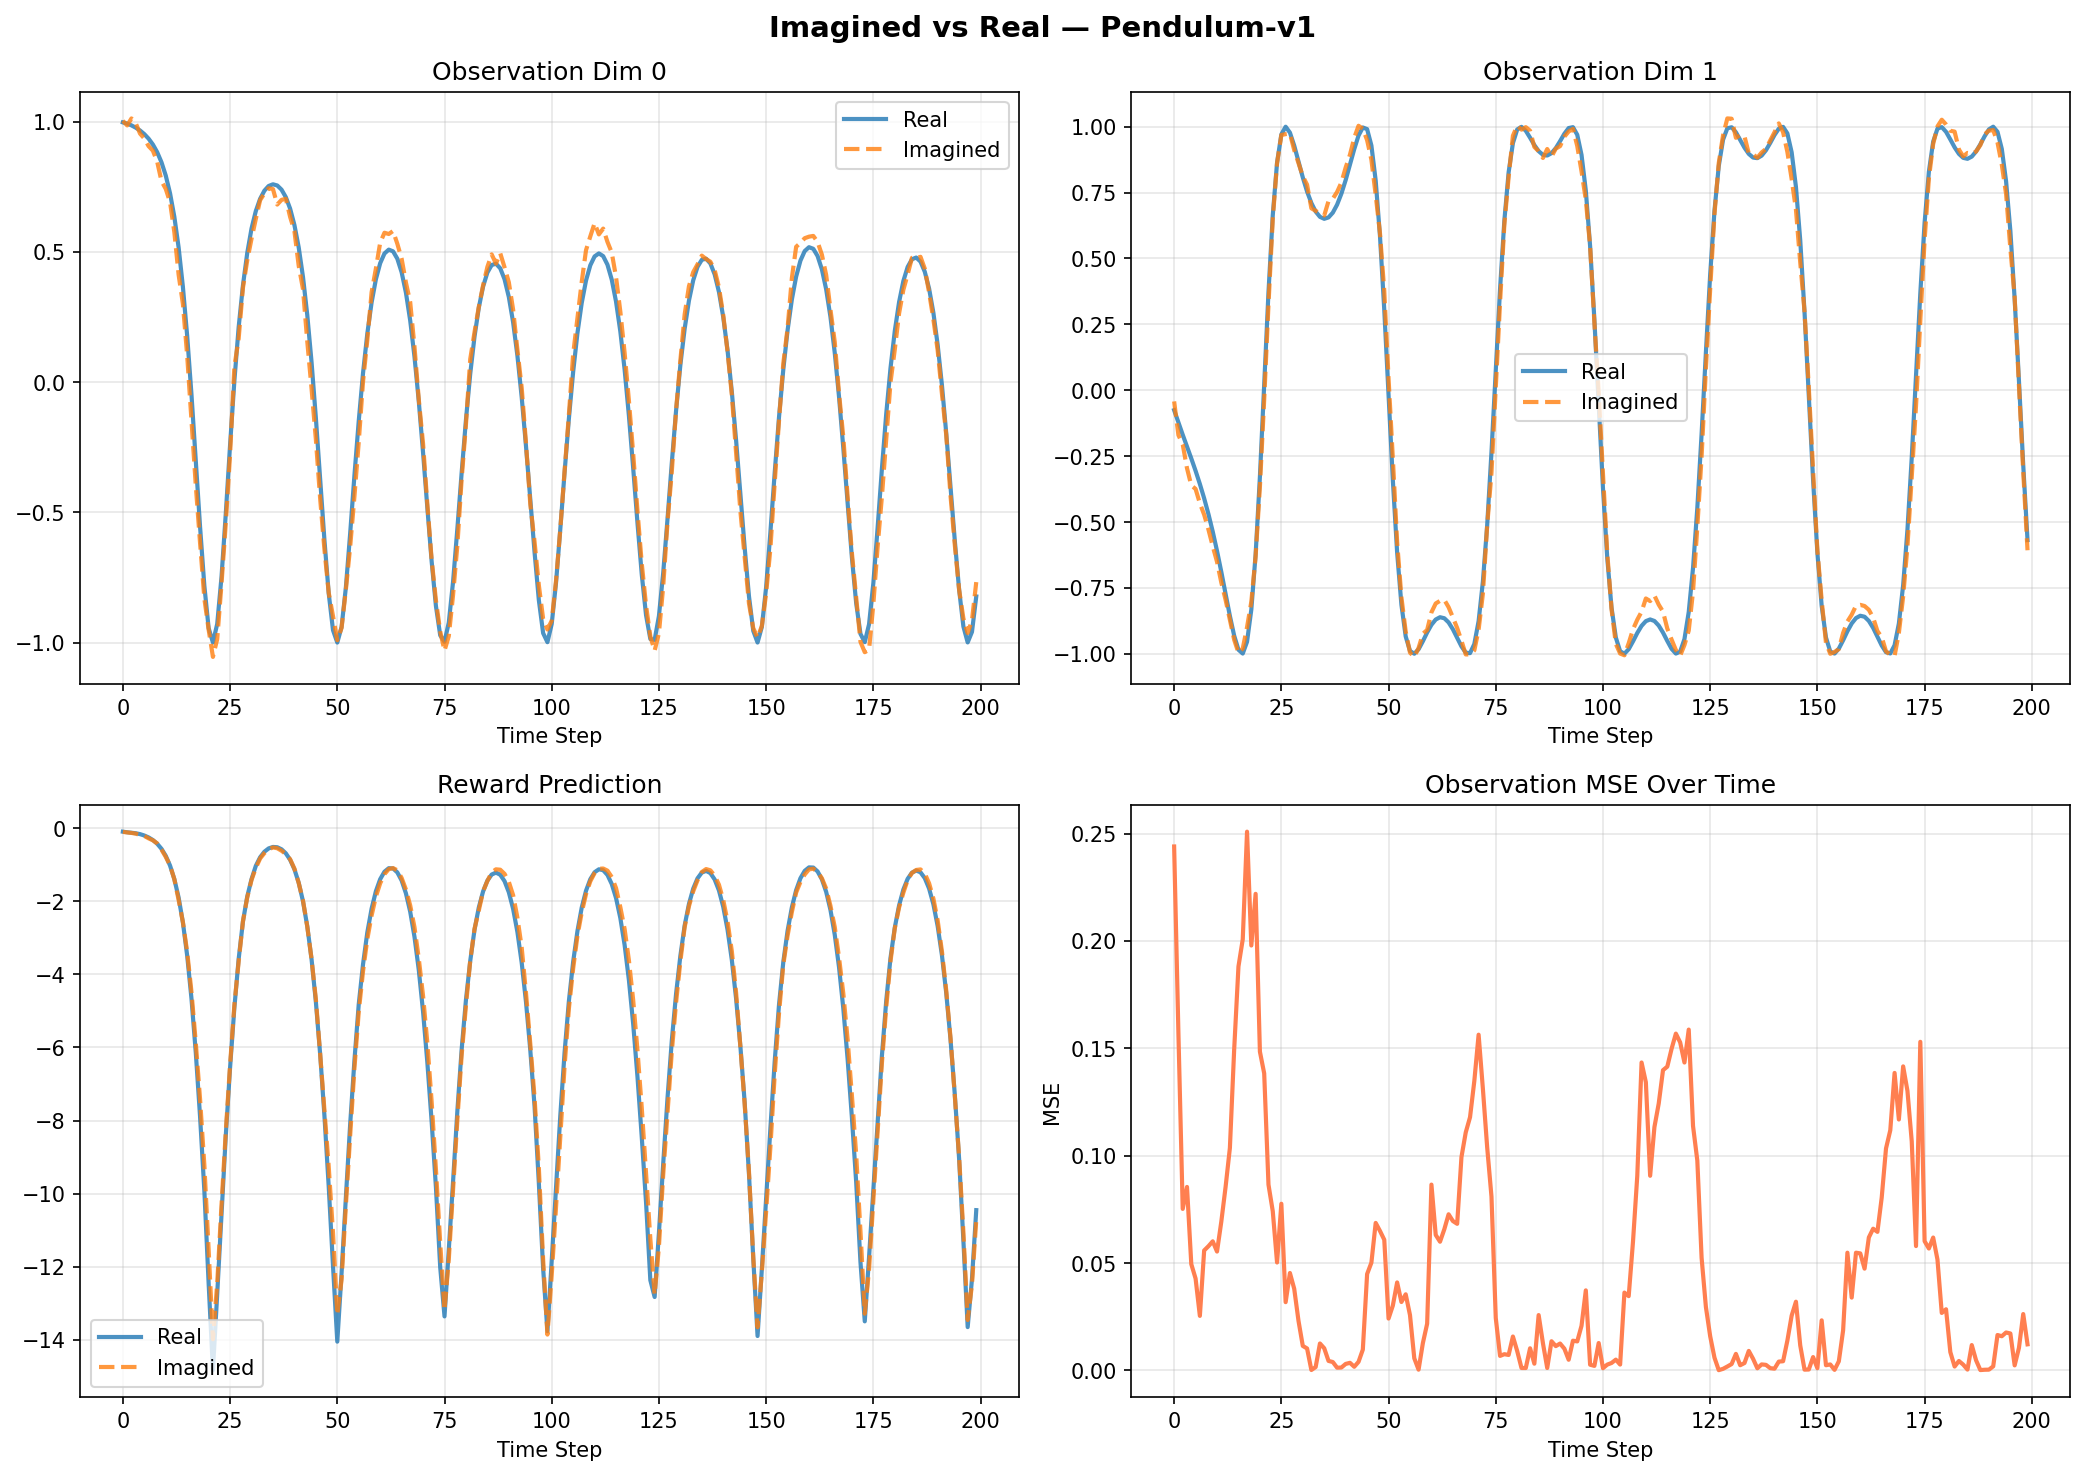 Imagined vs Real — Pendulum-v1
Observation Dim 0
1.0
0.5
0.0
−0.5
−1.0
Real
Imagined
0 25 50 75 100 125 150 175 200
Time Step
Observation Dim 1
1.00
0.75
0.50
0.25
0.00
−0.25
−0.50
−0.75
−1.00
Real
Imagined
0 25 50 75 100 125 150 175 200
Time Step
Reward Prediction
0
−2
−4
−6
−8
−10
−12
−14
Real
Imagined
0 25 50 75 100 125 150 175 200
Time Step
Observation MSE Over Time
MSE
0.25
0.20
0.15
0.10
0.05
0.00
0 25 50 75 100 125 150 175 200
Time Step